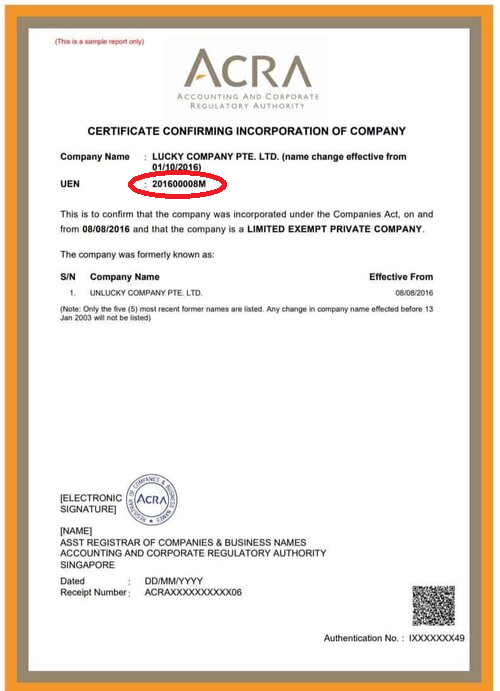 (This is a sample report only)
ACRA
ACCOUNTING AND CORPORATE
REGULATORY AUTHORITY
CERTIFICATE CONFIRMING INCORPORATION OF COMPANY
Company Name : LUCKY COMPANY PTE. LTD. (name change effective from
01/10/2016)
UEN : 201600008M
This is to confirm that the company was incorporated under the Companies Act, on and
from 08/08/2016 and that the company is a LIMITED EXEMPT PRIVATE COMPANY.
The company was formerly known as:
S/N Company Name Effective From
1. UNLUCKY COMPANY PTE. LTD. 08/08/2016
(Note: Only the five (5) most recent former names are listed. Any change in company name effected before 13
Jan 2003 will not be listed)
[ELECTRONIC
SIGNATURE]
REGISTRAR OF COMPANIES & BUSINESS NAMES
ACRA
[NAME]
ASST REGISTRAR OF COMPANIES & BUSINESS NAMES
ACCOUNTING AND CORPORATE REGULATORY AUTHORITY
SINGAPORE
Dated : DD/MM/YYYY
Receipt Number : ACRAXXXXXXXXXX06
Authentication No. : IXXXXXXX49